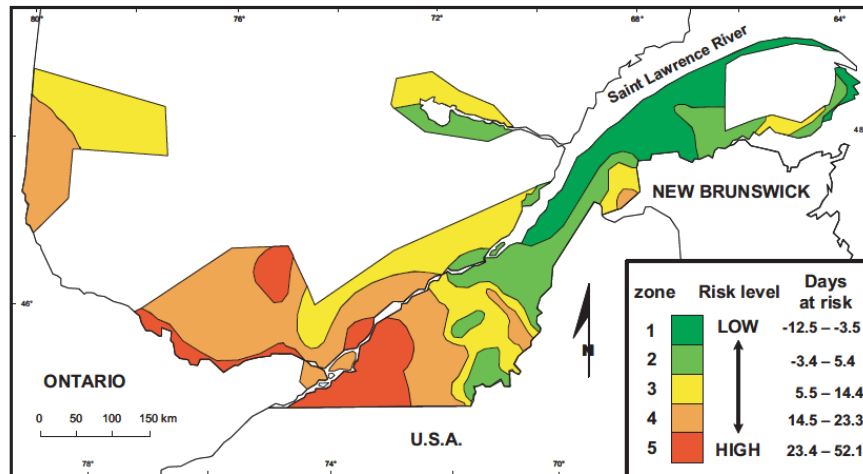 80° 76° 72° 68° 64°
Saint Lawrence River
48°
NEW BRUNSWICK
46°
N
ONTARIO
0 50 100 150 km
U.S.A.
78° 74° 70°
zone Risk level Days at risk
1 LOW -12.5 – -3.5
2 -3.4 – 5.4
3 5.5 – 14.4
4 14.5 – 23.3
5 HIGH 23.4 – 52.1